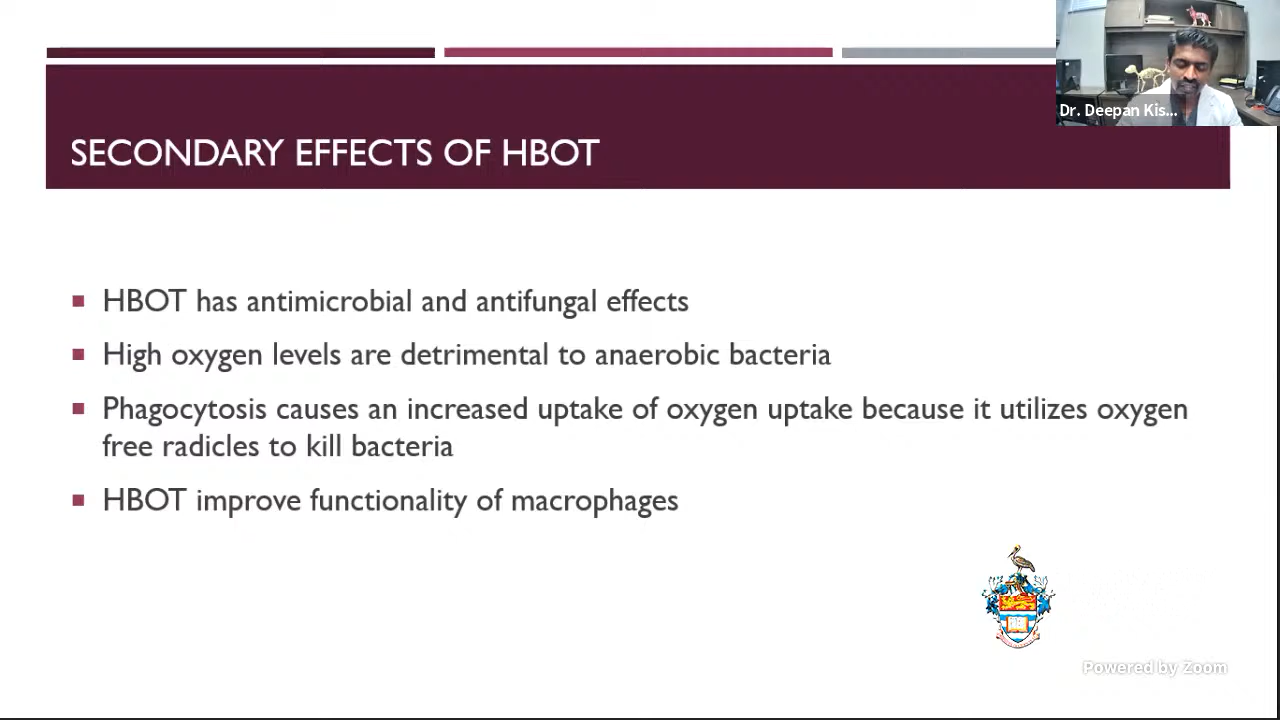 Dr. Deepan Kis...
SECONDARY EFFECTS OF HBOT
HBOT has antimicrobial and antifungal effects
High oxygen levels are detrimental to anaerobic bacteria
Phagocytosis causes an increased uptake of oxygen uptake because it utilizes oxygen
free radicles to kill bacteria
HBOT improve functionality of macrophages
Powered by Zoom